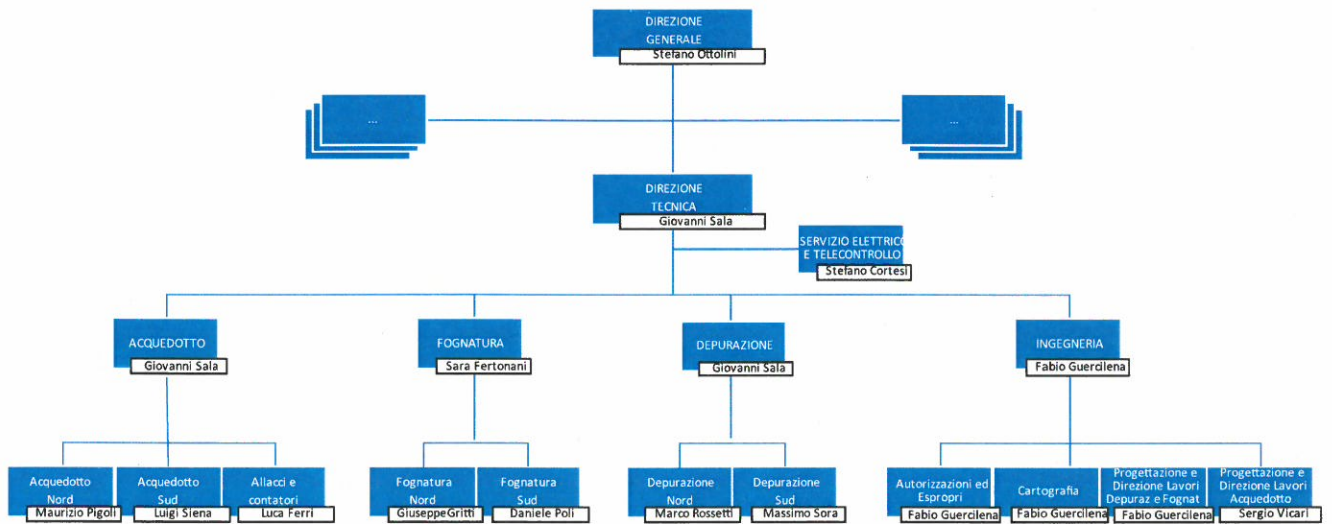 DIREZIONE
GENERALE
Stefano Ottolini
...
...
DIREZIONE
TECNICA
Giovanni Sala
SERVIZIO ELETTRICO
E TELECONTROLLO
Stefano Cortesi
ACQUEDOTTO
Giovanni Sala
FOGNATURA
Sara Fertonani
DEPURAZIONE
Giovanni Sala
INGEGNERIA
Fabio Guercilena
Acquedotto
Nord
Maurizio Pigoli
Acquedotto
Sud
Luigi Siena
Allacci e
contatori
Luca Ferri
Fognatura
Nord
GiuseppeGritti
Fognatura
Sud
Daniele Poli
Depurazione
Nord
Marco Rossetti
Depurazione
Sud
Massimo Sora
Autorizzazioni ed
Espropri
Fabio Guercilena
Cartografia
Fabio Guercilena
Progettazione e
Direzione Lavori
Depuraz e Fognat
Fabio Guercilena
Progettazione e
Direzione Lavori
Acquedotto
Sergio Vicari